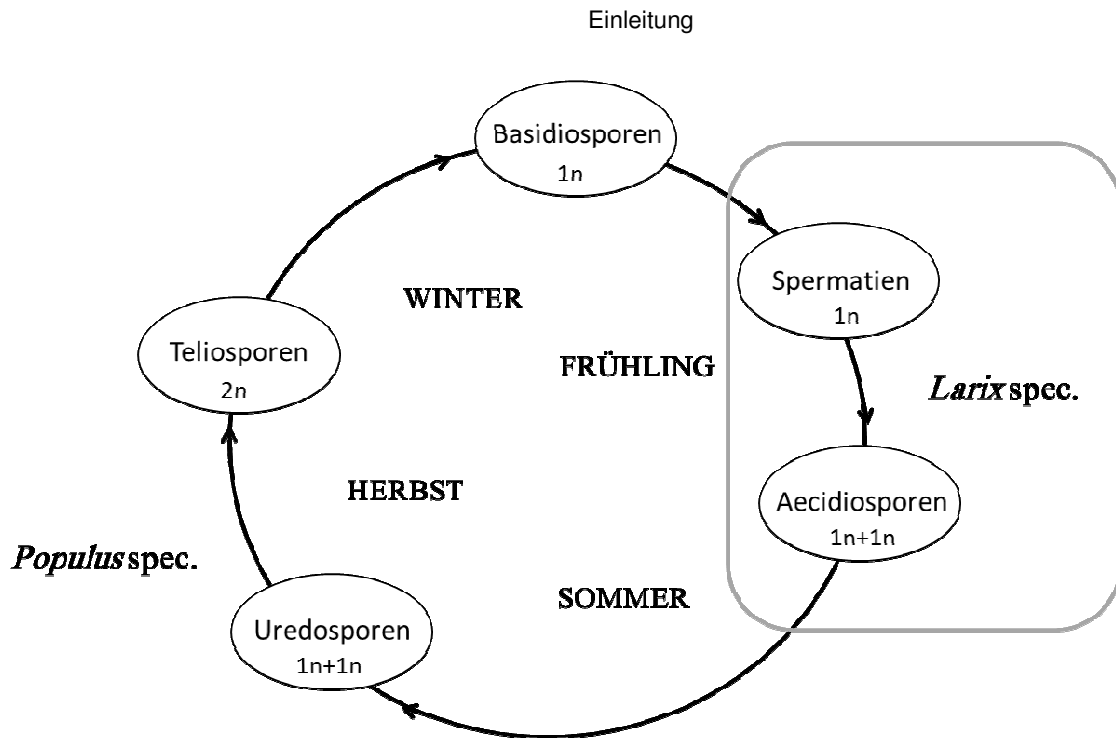 Einleitung
Basidiosporen
1n
Spermatien
1n
WINTER
Teliosporen
2n
FRÜHLING
Larix spec.
HERBST
Aecidiosporen
1n+1n
Populus spec.
SOMMER
Uredosporen
1n+1n